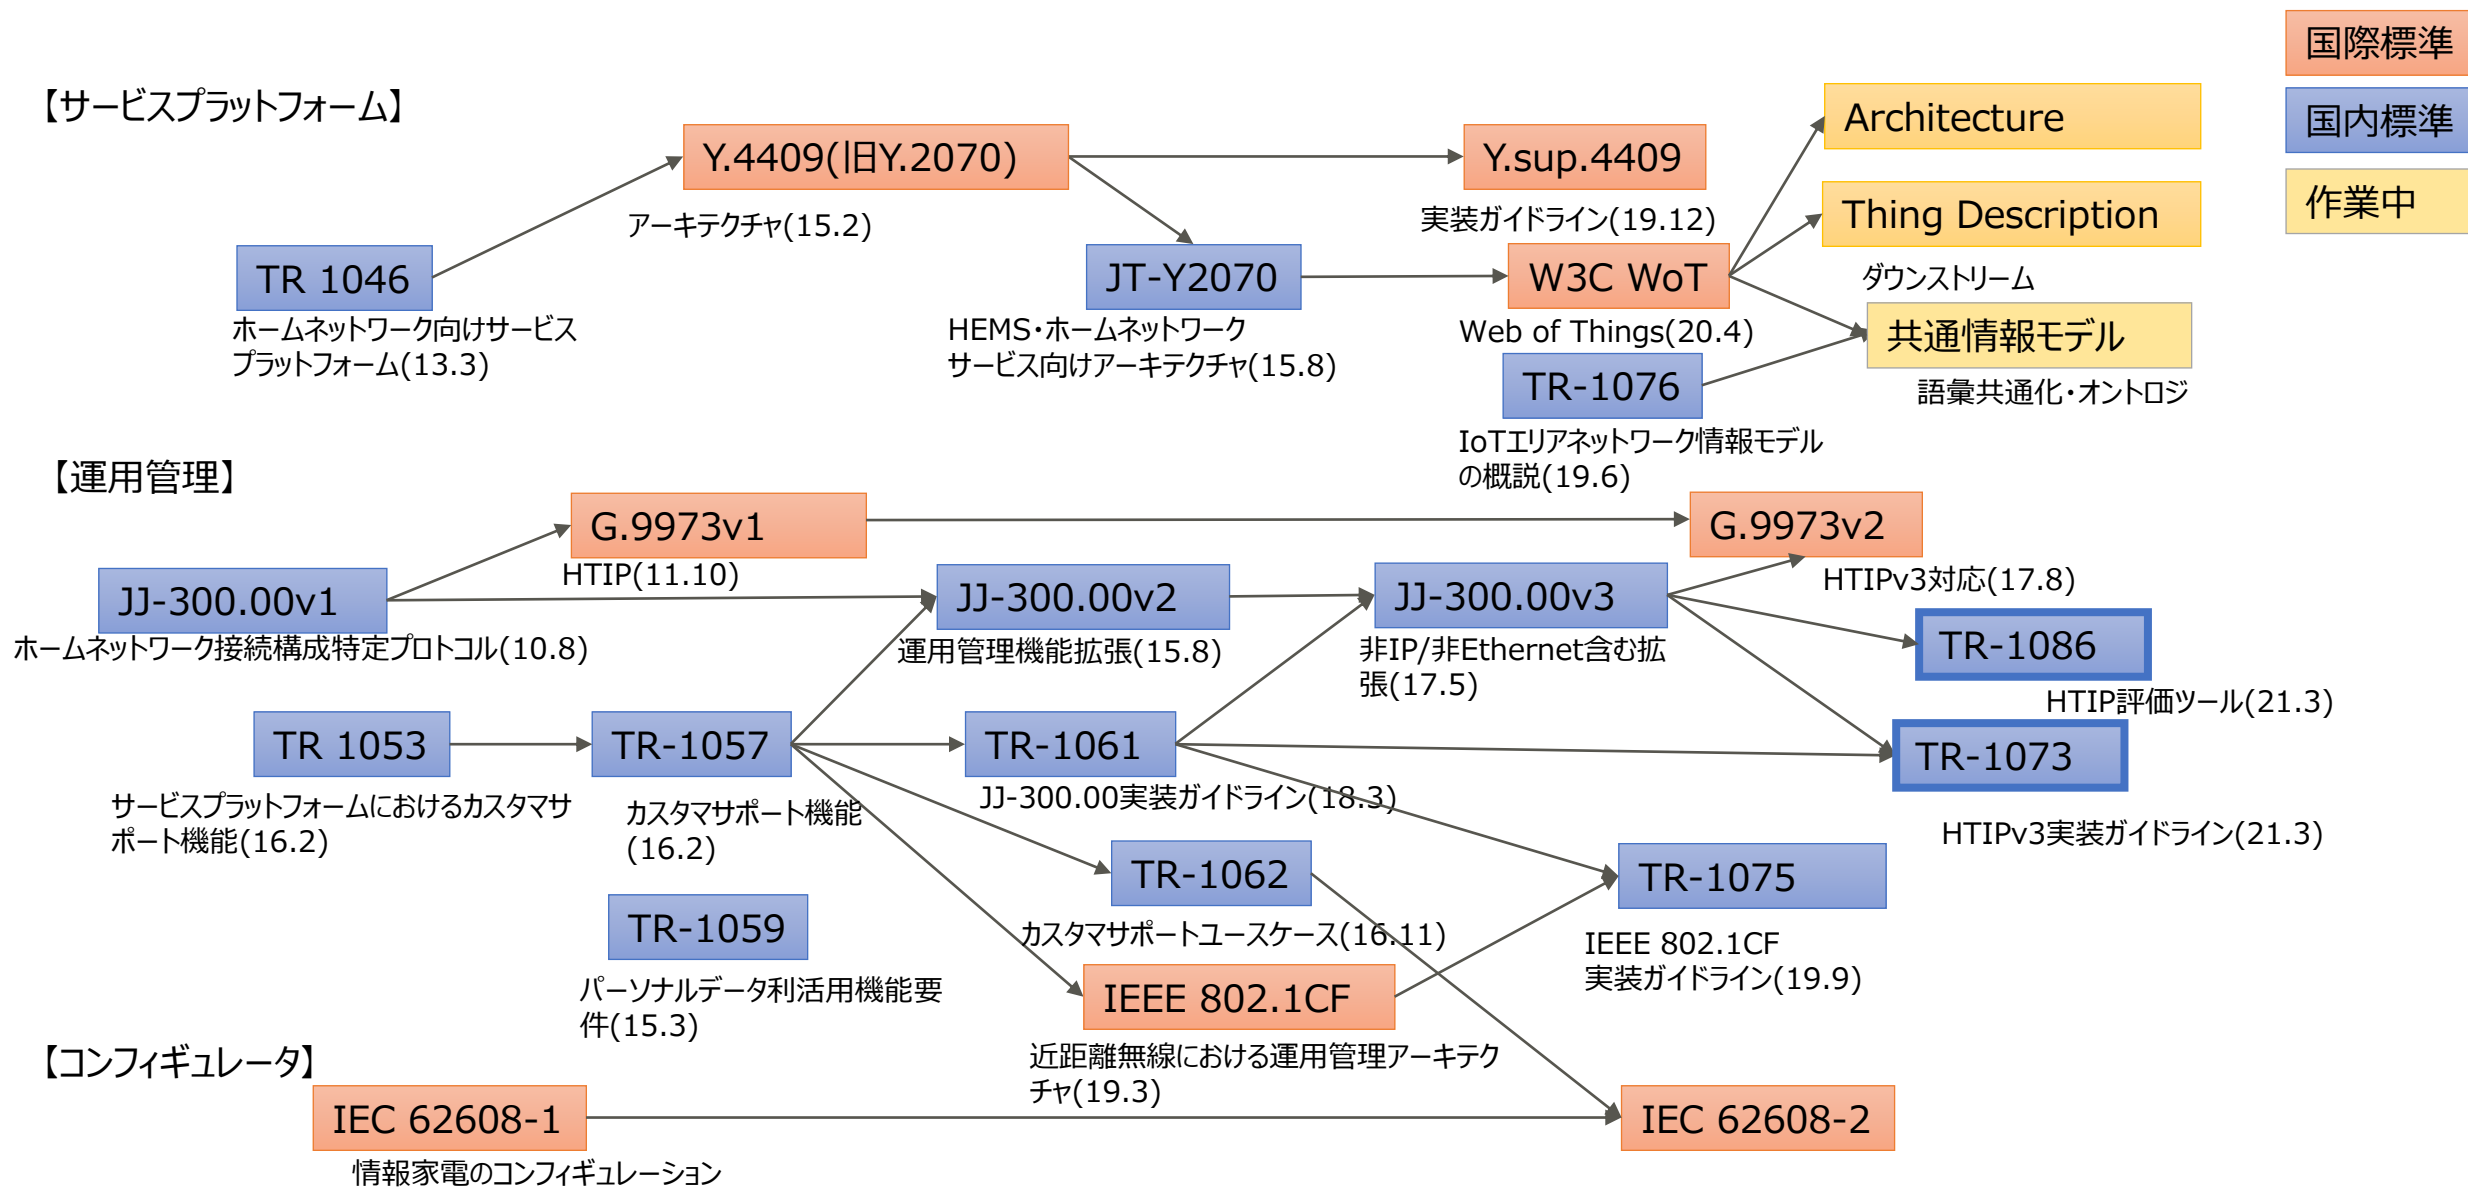 国際標準
国内標準
作業中
【サービスプラットフォーム】
Architecture
Y.4409(旧Y.2070)
Y.sup.4409
Thing Description
アーキテクチャ(15.2)
実装ガイドライン(19.12)
TR 1046
JT-Y2070
W3C WoT
ダウンストリーム
ホームネットワーク向けサービス
プラットフォーム(13.3)
HEMS・ホームネットワーク
サービス向けアーキテクチャ(15.8)
Web of Things(20.4)
共通情報モデル
TR-1076
語彙共通化・オントロジ
IoTエリアネットワーク情報モデル
の概説(19.6)
【運用管理】
G.9973v1
G.9973v2
HTIP(11.10)
HTIPv3対応(17.8)
JJ-300.00v1
JJ-300.00v2
JJ-300.00v3
ホームネットワーク接続構成特定プロトコル(10.8)
運用管理機能拡張(15.8)
非IP/非Ethernet含む拡
張(17.5)
TR-1086
HTIP評価ツール(21.3)
TR 1053
TR-1057
TR-1061
TR-1073
サービスプラットフォームにおけるカスタマサ
ポート機能(16.2)
カスタマサポート機能
(16.2)
JJ-300.00実装ガイドライン(18.3)
HTIPv3実装ガイドライン(21.3)
TR-1062
TR-1075
TR-1059
カスタマサポートユースケース(16.11)
IEEE 802.1CF
実装ガイドライン(19.9)
パーソナルデータ利活用機能要
件(15.3)
IEEE 802.1CF
近距離無線における運用管理アーキテク
チャ(19.3)
【コンフィギュレータ】
IEC 62608-1
IEC 62608-2
情報家電のコンフィギュレーション